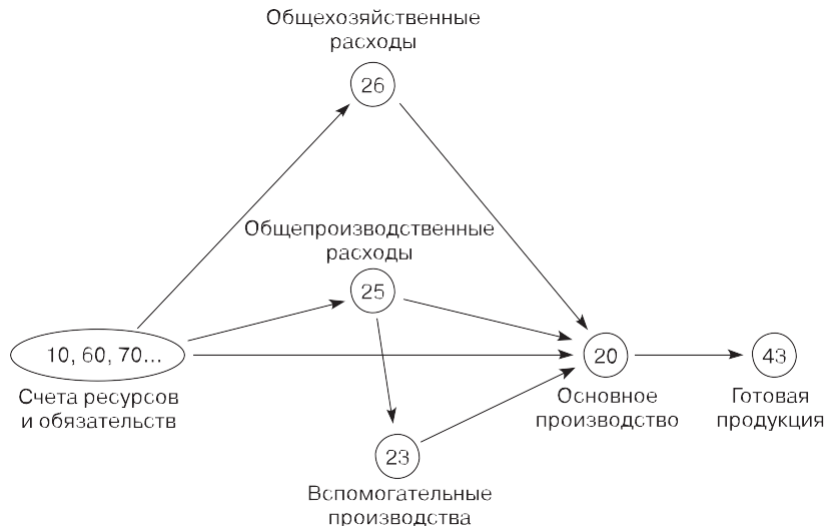 Общехозяйственные
расходы
26
Общепроизводственные
расходы
25
10, 60, 70...
Счета ресурсов
и обязательств
20
Основное
производство
43
Готовая
продукция
23
Вспомогательные
производства